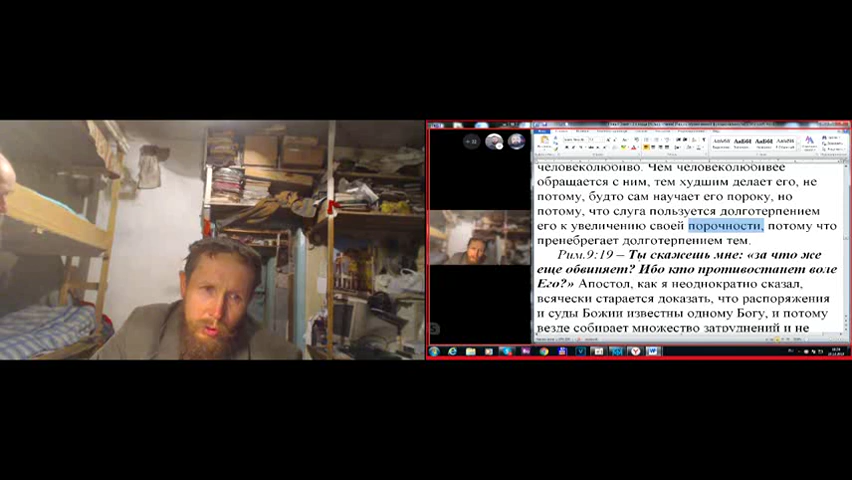 человеколюбиво. Чем человеколюбивее
обращается с ним, тем худшим делает его, не
потому, будто сам научает его пороку, но
потому, что слуга пользуется долготерпением
его к увеличению своей порочности, потому что
пренебрегает долготерпением тем.
Рим.9:19 – Ты скажешь мне: «за что же
еще обвиняет? Ибо кто противостанет воле
Его?» Апостол, как я неоднократно сказал,
всячески старается доказать, что распоряжения
и суды Божии известны одному Богу, и потому
везде собирает множество затруднений и не